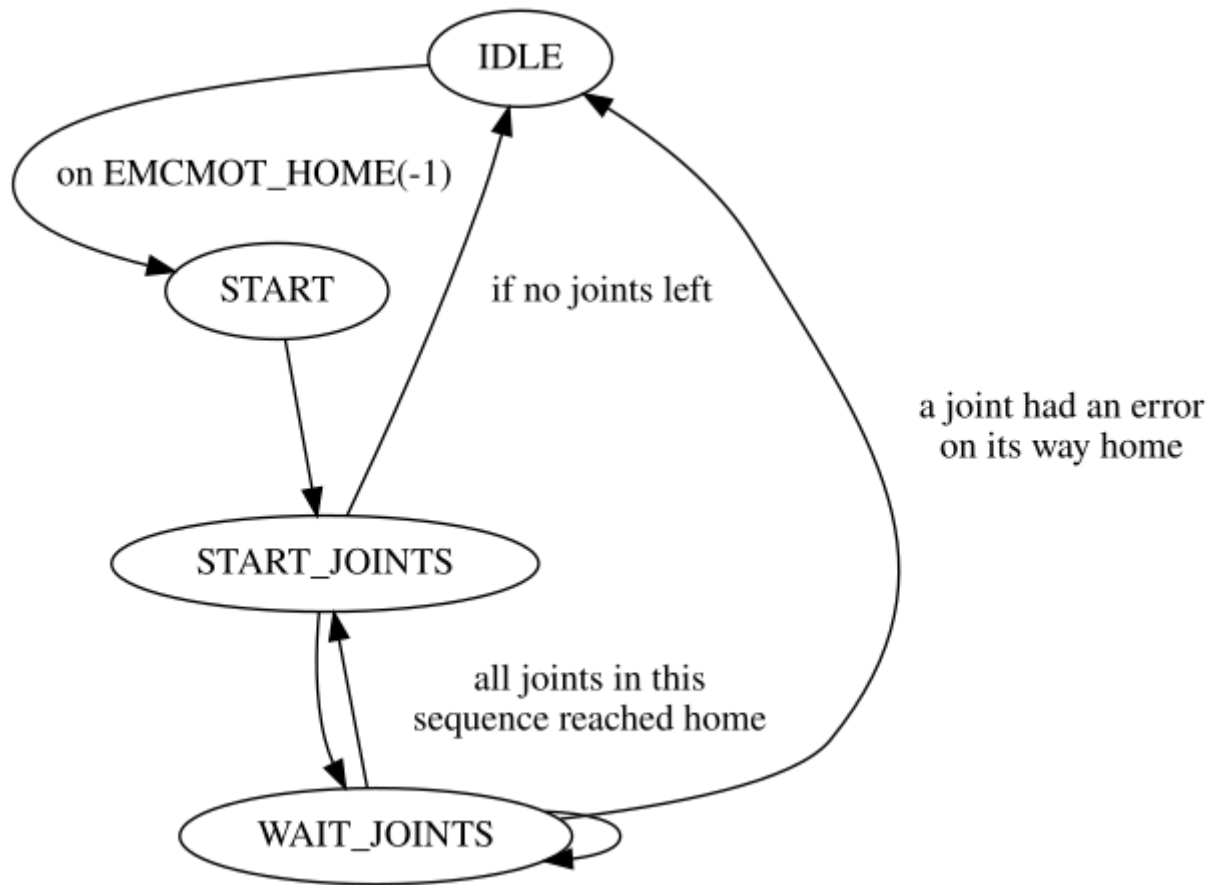 IDLE
on EMCMOT_HOME(-1)
START
if no joints left
a joint had an error
on its way home
START_JOINTS
all joints in this
sequence reached home
WAIT_JOINTS